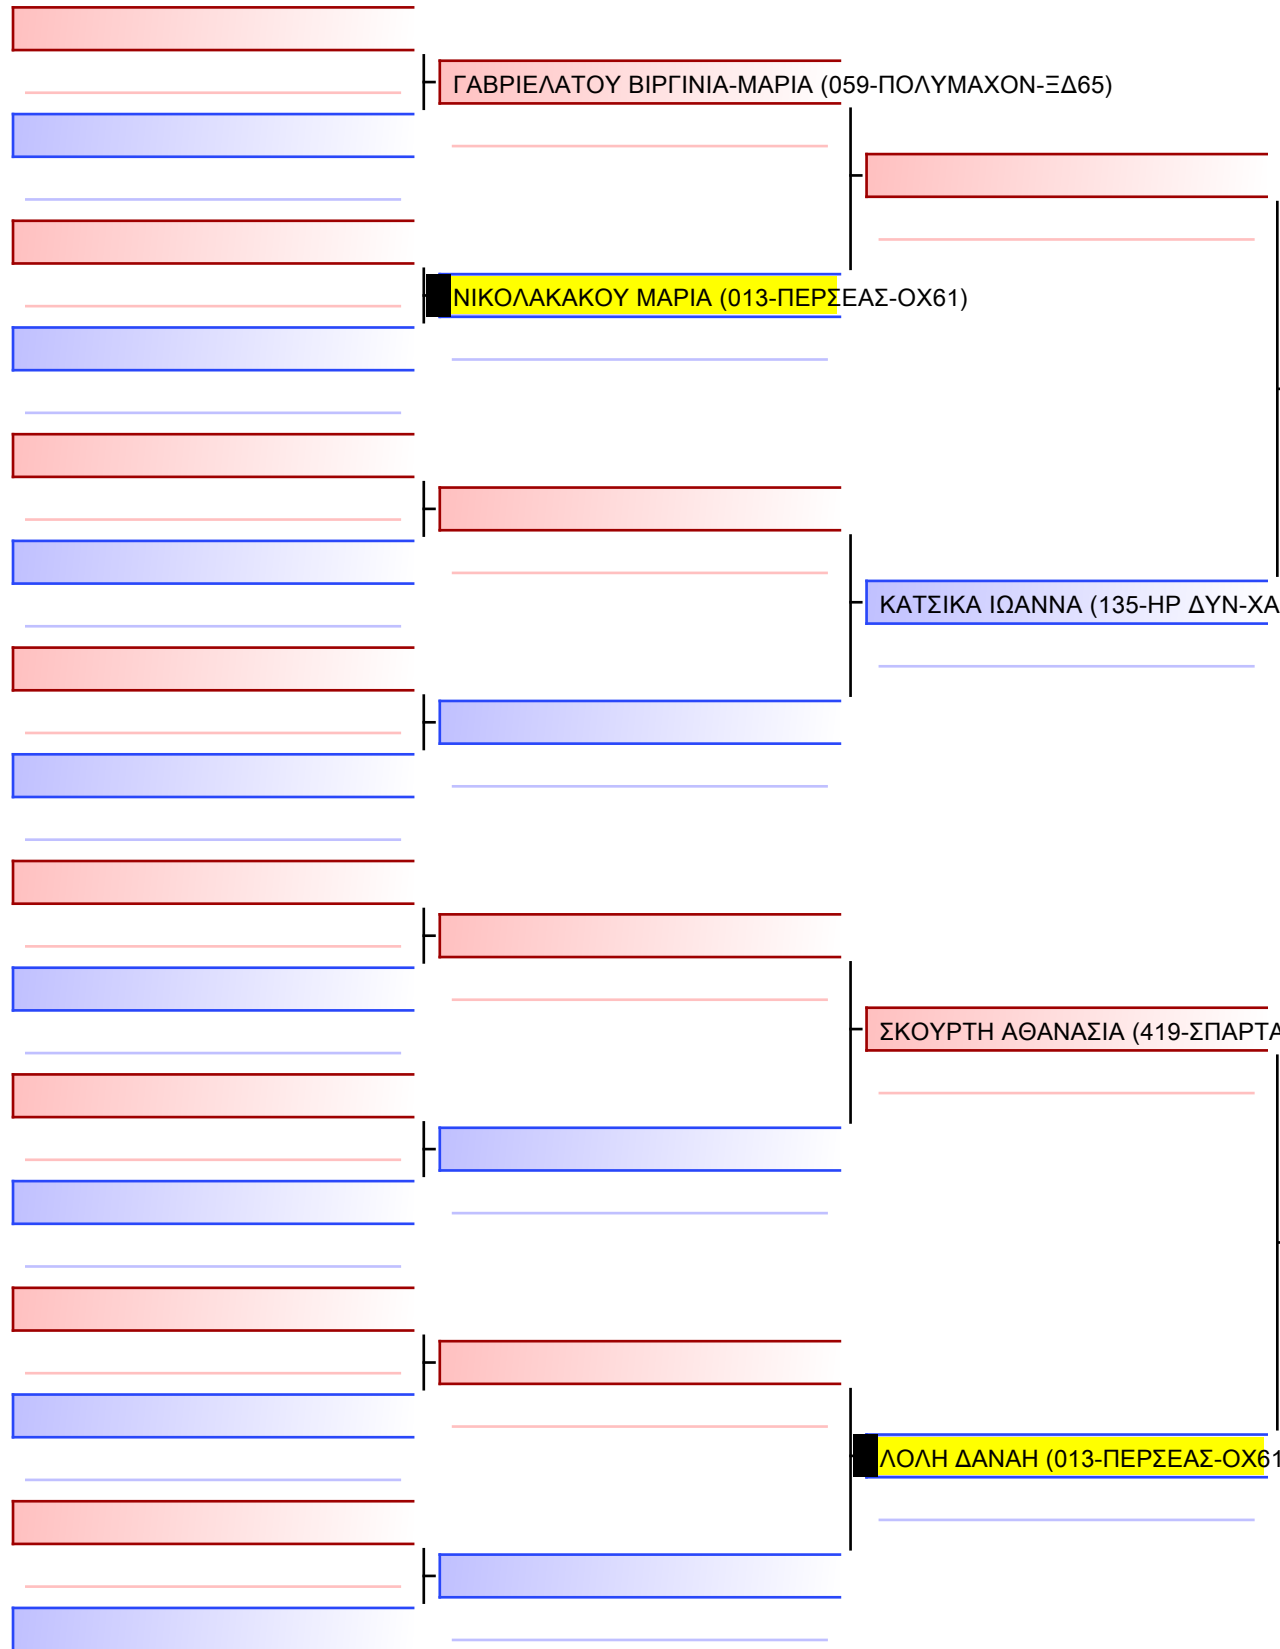 ΓΑΒΡΙΕΛΑΤΟΥ ΒΙΡΓΙΝΙΑ-ΜΑΡΙΑ (059-ΠΟΛΥΜΑΧΟΝ-ΞΔ65)
ΝΙΚΟΛΑΚΑΚΟΥ ΜΑΡΙΑ (013-ΠΕΡΣΕΑΣ-ΟΧ61)
ΚΑΤΣΙΚΑ ΙΩΑΝΝΑ (135-ΗΡ ΔΥΝ-ΧΑ
ΣΚΟΥΡΤΗ ΑΘΑΝΑΣΙΑ (419-ΣΠΑΡΤΑ
ΛΟΛΗ ΔΑΝΑΗ (013-ΠΕΡΣΕΑΣ-ΟΧ61